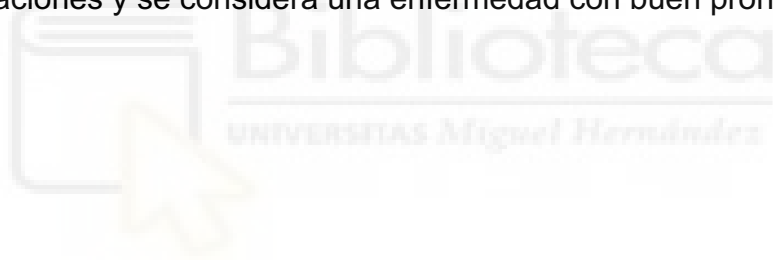 aciones y se considera una enfermedad con buen pron
Biblioteca
UNIVERSITAS Miguel Hernández